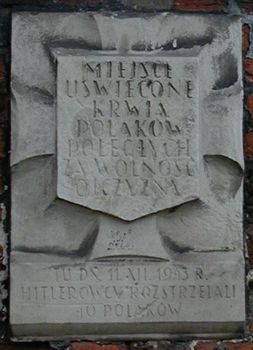 MIEJSCE
UŚWIĘCONE
KRWIĄ
POLAKÓW
POLEGŁYCH
ZA WOLNOŚĆ
OJCZYZNY
TU DN. 11.XII.1943 R.
HITLEROWCY ROZSTRZELALI
10 POLAKÓW